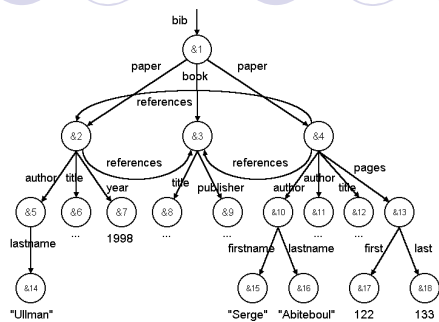 bib
&1
paper book paper
references
&2 &3 &4
references references
author title year title publisher author author title pages
&5 &6 &7 &8 &9 &10 &11 &12 &13
... 1998 ... ... ... ...
lastname firstname lastname first last
&14 &15 &16 &17 &18
"Ullman" "Serge" "Abiteboul" 122 133